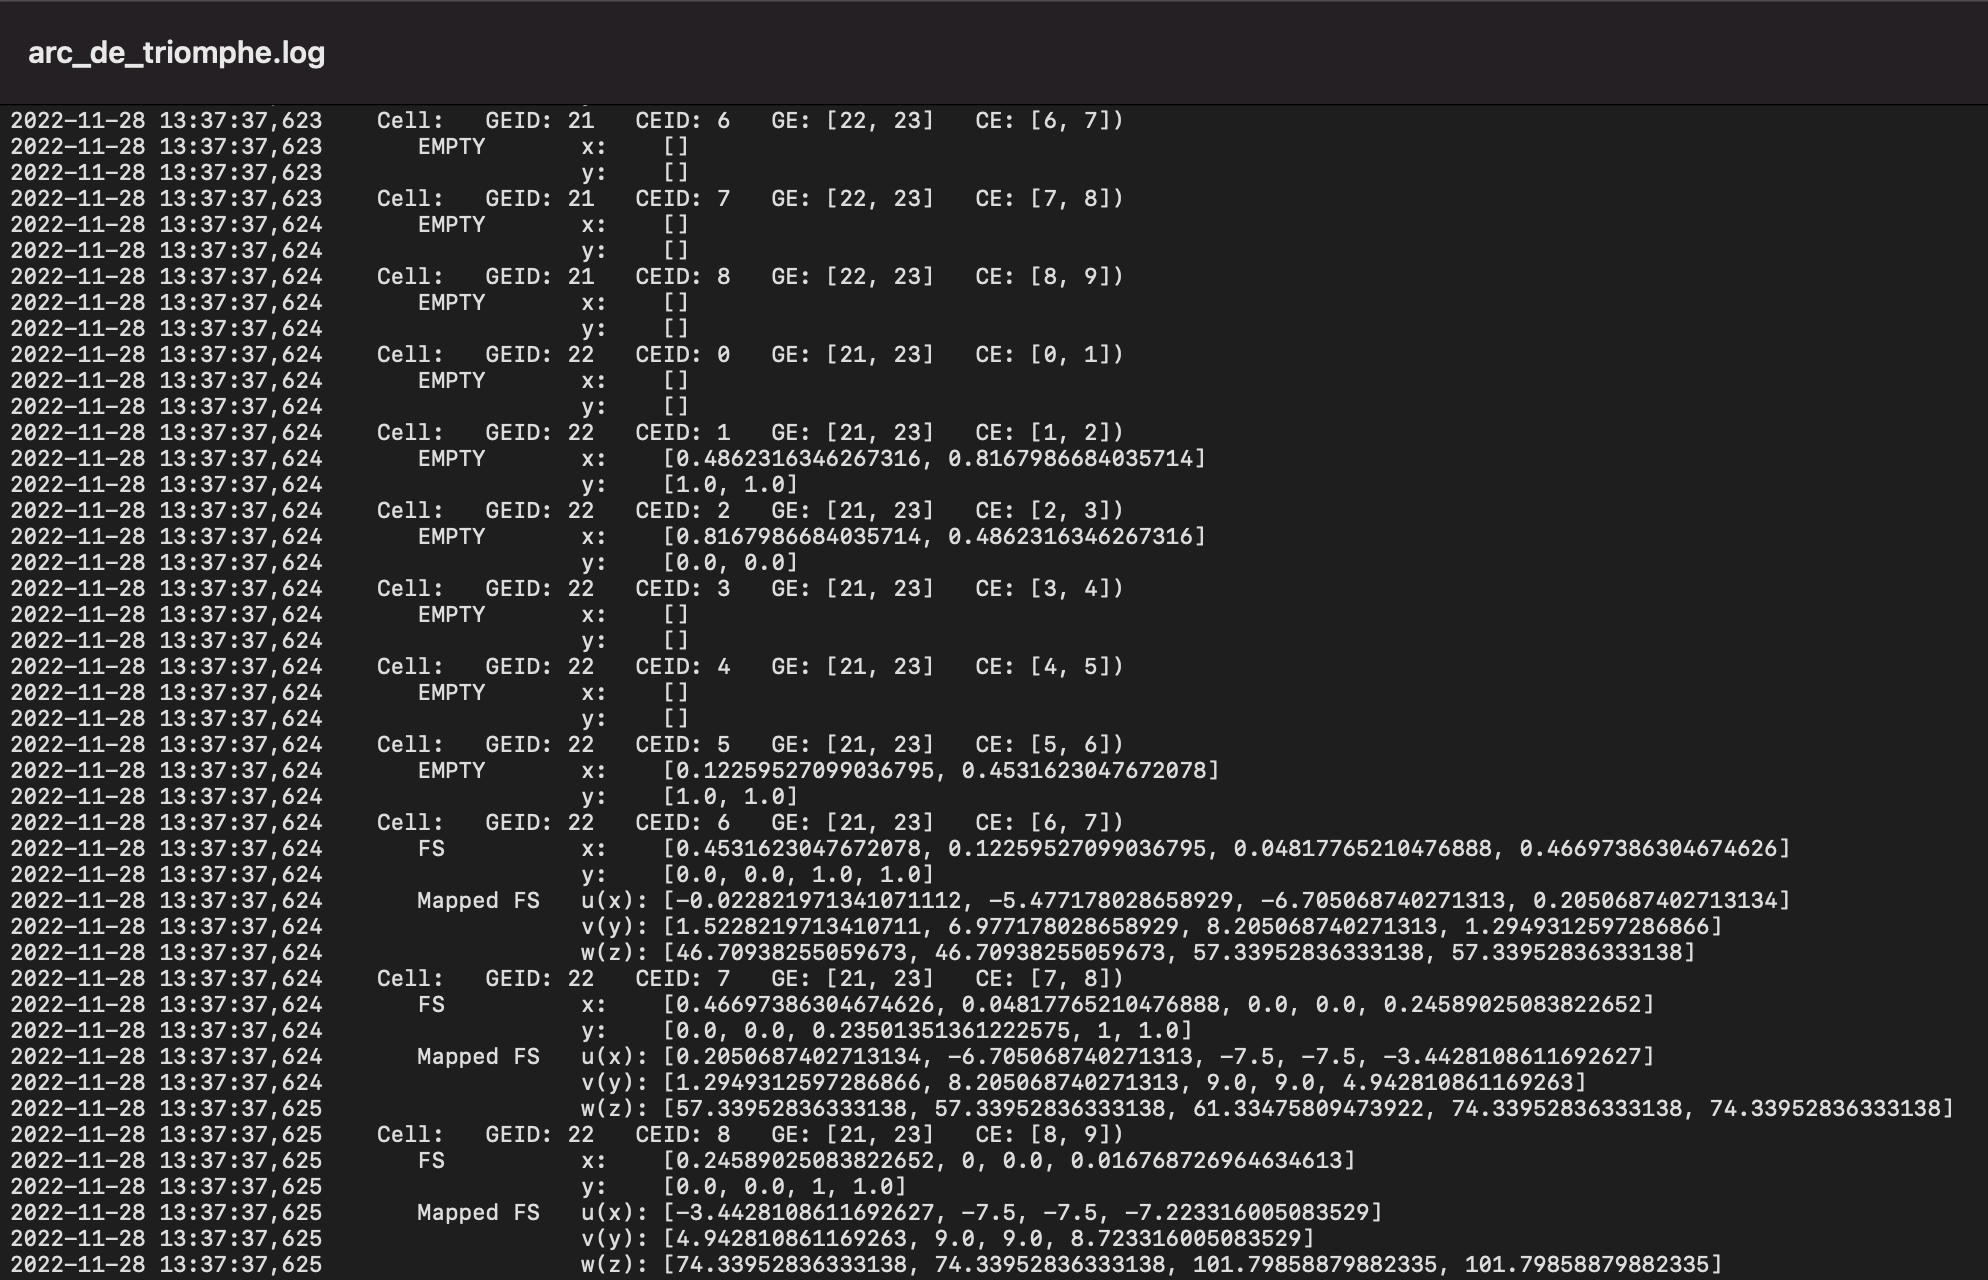 arc_de_triomphe.log
2022-11-28 13:37:37,623    Cell:   GEID: 21   CEID: 6   GE: [22, 23]   CE: [6, 7])
2022-11-28 13:37:37,623       EMPTY       x:    []
2022-11-28 13:37:37,623                   y:    []
2022-11-28 13:37:37,623    Cell:   GEID: 21   CEID: 7   GE: [22, 23]   CE: [7, 8])
2022-11-28 13:37:37,624       EMPTY       x:    []
2022-11-28 13:37:37,624                   y:    []
2022-11-28 13:37:37,624    Cell:   GEID: 21   CEID: 8   GE: [22, 23]   CE: [8, 9])
2022-11-28 13:37:37,624       EMPTY       x:    []
2022-11-28 13:37:37,624                   y:    []
2022-11-28 13:37:37,624    Cell:   GEID: 22   CEID: 0   GE: [21, 23]   CE: [0, 1])
2022-11-28 13:37:37,624       EMPTY       x:    []
2022-11-28 13:37:37,624                   y:    []
2022-11-28 13:37:37,624    Cell:   GEID: 22   CEID: 1   GE: [21, 23]   CE: [1, 2])
2022-11-28 13:37:37,624       EMPTY       x:    [0.4862316346267316, 0.8167986684035714]
2022-11-28 13:37:37,624                   y:    [1.0, 1.0]
2022-11-28 13:37:37,624    Cell:   GEID: 22   CEID: 2   GE: [21, 23]   CE: [2, 3])
2022-11-28 13:37:37,624       EMPTY       x:    [0.8167986684035714, 0.4862316346267316]
2022-11-28 13:37:37,624                   y:    [0.0, 0.0]
2022-11-28 13:37:37,624    Cell:   GEID: 22   CEID: 3   GE: [21, 23]   CE: [3, 4])
2022-11-28 13:37:37,624       EMPTY       x:    []
2022-11-28 13:37:37,624                   y:    []
2022-11-28 13:37:37,624    Cell:   GEID: 22   CEID: 4   GE: [21, 23]   CE: [4, 5])
2022-11-28 13:37:37,624       EMPTY       x:    []
2022-11-28 13:37:37,624                   y:    []
2022-11-28 13:37:37,624    Cell:   GEID: 22   CEID: 5   GE: [21, 23]   CE: [5, 6])
2022-11-28 13:37:37,624       EMPTY       x:    [0.12259527099036795, 0.4531623047672078]
2022-11-28 13:37:37,624                   y:    [1.0, 1.0]
2022-11-28 13:37:37,624    Cell:   GEID: 22   CEID: 6   GE: [21, 23]   CE: [6, 7])
2022-11-28 13:37:37,624       FS          x:    [0.4531623047672078, 0.12259527099036795, 0.04817765210476888, 0.46697386304674626]
2022-11-28 13:37:37,624                   y:    [0.0, 0.0, 1.0, 1.0]
2022-11-28 13:37:37,624       Mapped FS   u(x): [-0.022821971341071112, -5.477178028658929, -6.705068740271313, 0.2050687402713134]
2022-11-28 13:37:37,624                   v(y): [1.5228219713410711, 6.977178028658929, 8.205068740271313, 1.2949312597286866]
2022-11-28 13:37:37,624                   w(z): [46.70938255059673, 46.70938255059673, 57.33952836333138, 57.33952836333138]
2022-11-28 13:37:37,624    Cell:   GEID: 22   CEID: 7   GE: [21, 23]   CE: [7, 8])
2022-11-28 13:37:37,624       FS          x:    [0.46697386304674626, 0.04817765210476888, 0.0, 0.0, 0.24589025083822652]
2022-11-28 13:37:37,624                   y:    [0.0, 0.0, 0.23501351361222575, 1, 1.0]
2022-11-28 13:37:37,624       Mapped FS   u(x): [0.2050687402713134, -6.705068740271313, -7.5, -7.5, -3.4428108611692627]
2022-11-28 13:37:37,624                   v(y): [1.2949312597286866, 8.205068740271313, 9.0, 9.0, 4.942810861169263]
2022-11-28 13:37:37,625                   w(z): [57.33952836333138, 57.33952836333138, 61.33475809473922, 74.33952836333138, 74.33952836333138]
2022-11-28 13:37:37,625    Cell:   GEID: 22   CEID: 8   GE: [21, 23]   CE: [8, 9])
2022-11-28 13:37:37,625       FS          x:    [0.24589025083822652, 0, 0.0, 0.016768726964634613]
2022-11-28 13:37:37,625                   y:    [0.0, 0.0, 1, 1.0]
2022-11-28 13:37:37,625       Mapped FS   u(x): [-3.4428108611692627, -7.5, -7.5, -7.223316005083529]
2022-11-28 13:37:37,625                   v(y): [4.942810861169263, 9.0, 9.0, 8.723316005083529]
2022-11-28 13:37:37,625                   w(z): [74.33952836333138, 74.33952836333138, 101.79858879882335, 101.79858879882335]